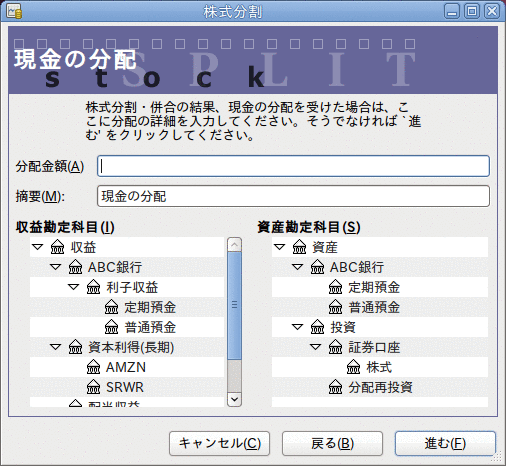 株式分割
現金の分配
stock SPLIT
株式分割・併合の結果、現金の分配を受けた場合は、こ
こに分配の詳細を入力してください。そうでなければ `進
む' をクリックしてください。
分配金額(A)
摘要(M): 現金の分配
収益勘定科目(I)
収益
ABC銀行
利子収益
定期預金
普通預金
資本利得(長期)
AMZN
SRWR
配当収益
資産勘定科目(S)
資産
ABC銀行
定期預金
普通預金
投資
証券口座
株式
分配再投資
キャンセル(C) 戻る(B) 進む(F)